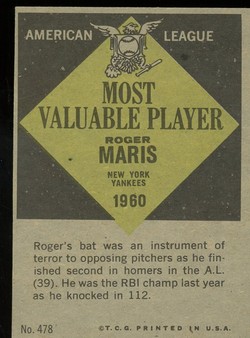 AMERICAN LEAGUE
MOST
VALUABLE PLAYER
ROGER
MARIS
NEW YORK
YANKEES
1960
Roger's bat was an instrument of
terror to opposing pitchers as he fin-
ished second in homers in the A.L.
(39). He was the RBI champ last year
as he knocked in 112.
No. 478 ©T.C.G. PRINTED IN U.S.A.